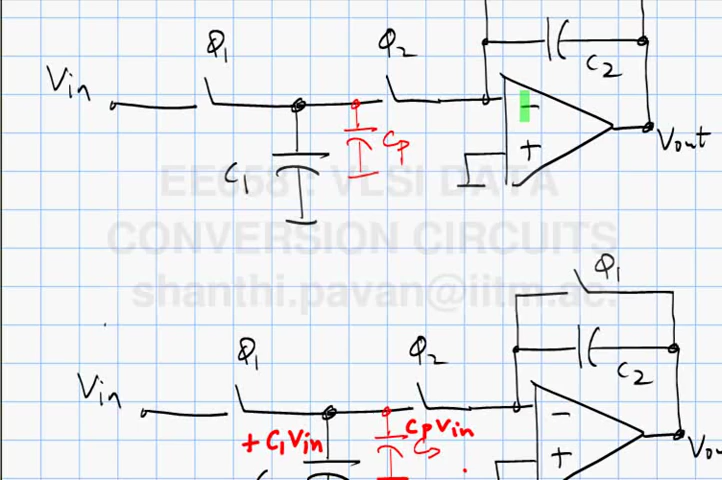 Φ1 Φ2
C2
Vin
−
+
Cp
C1
Vout
EE658 : VLSI DATA
CONVERSION CIRCUITS
shanthi.pavan@iitm.ac.
Φ1
Φ1 Φ2
C2
Vin
−
+C1Vin CpVin
+